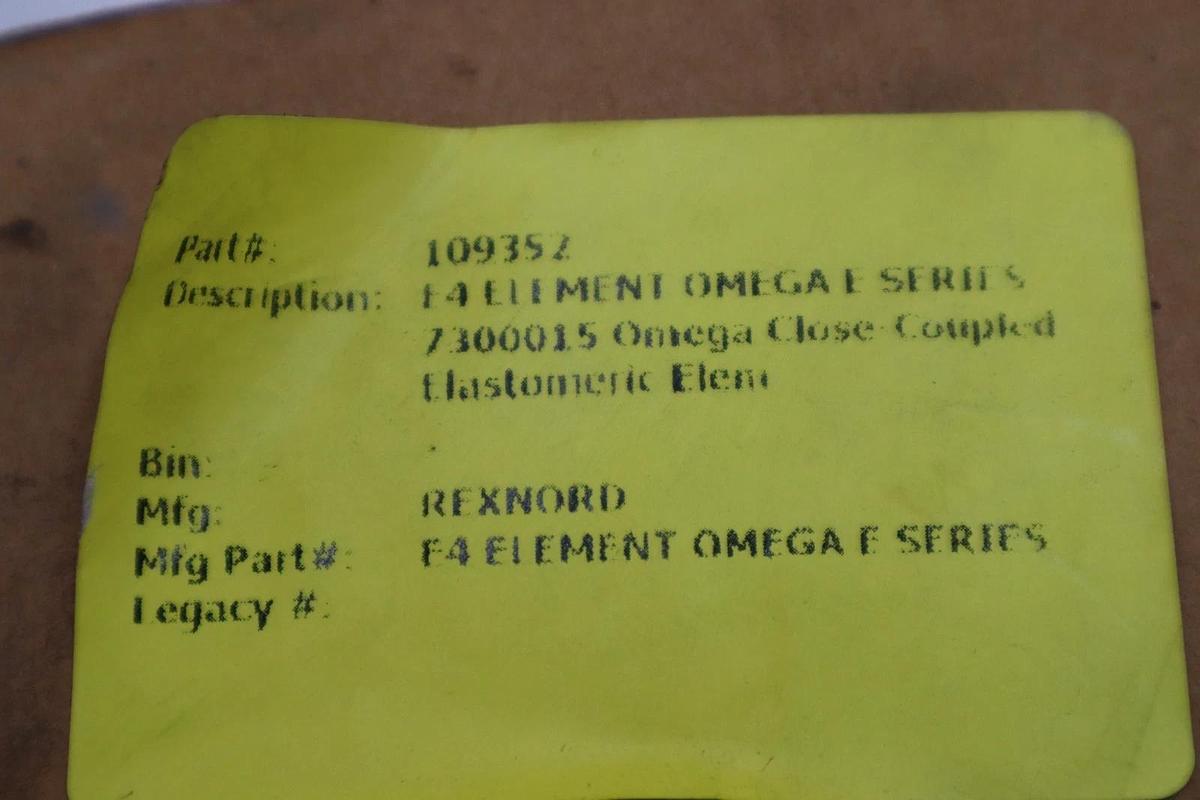 Part#: 109352
Description: E4 ELEMENT OMEGA E SERIES
7300015 Omega Close-Coupled
Elastomeric Elem
Bin:
Mfg: REXNORD
Mfg Part#: E4 ELEMENT OMEGA E SERIES
Legacy #: